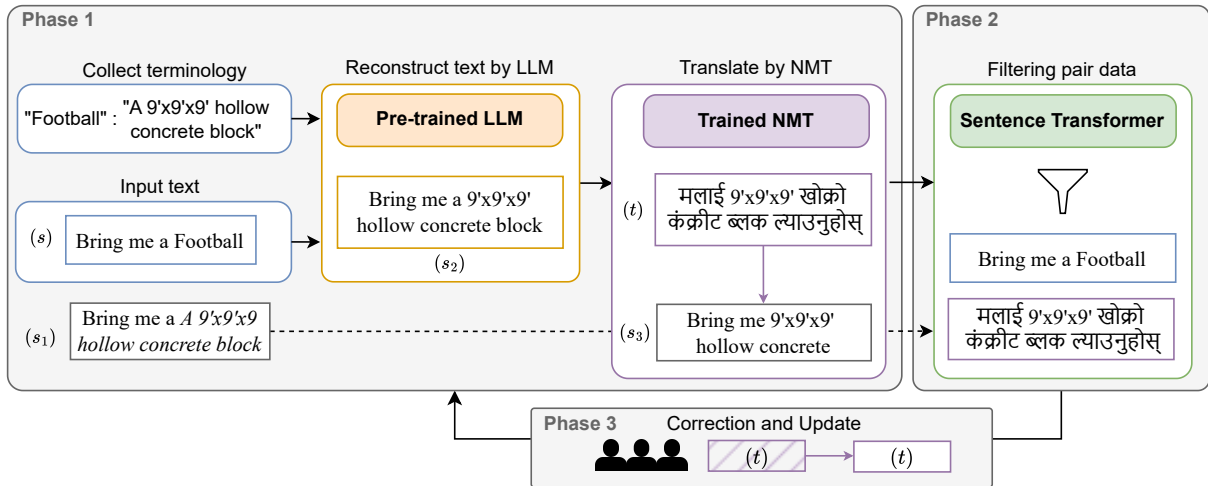 Phase 1
Phase 2
Collect terminology
Reconstruct text by LLM
Translate by NMT
Filtering pair data
"Football" : "A 9'x9'x9' hollow
concrete block"
Pre-trained LLM
Trained NMT
Sentence Transformer
Input text
(s)
Bring me a Football
Bring me a 9'x9'x9'
hollow concrete block
(s₂)
(t)
मलाई 9'x9'x9' खोक्रो
कंक्रीट ब्लक ल्याउनुहोस्
Bring me a Football
(s₁)
Bring me a A 9'x9'x9
hollow concrete block
(s₃)
Bring me 9'x9'x9'
hollow concrete
मलाई 9'x9'x9' खोक्रो
कंक्रीट ब्लक ल्याउनुहोस्
Phase 3
Correction and Update
(t)
(t)